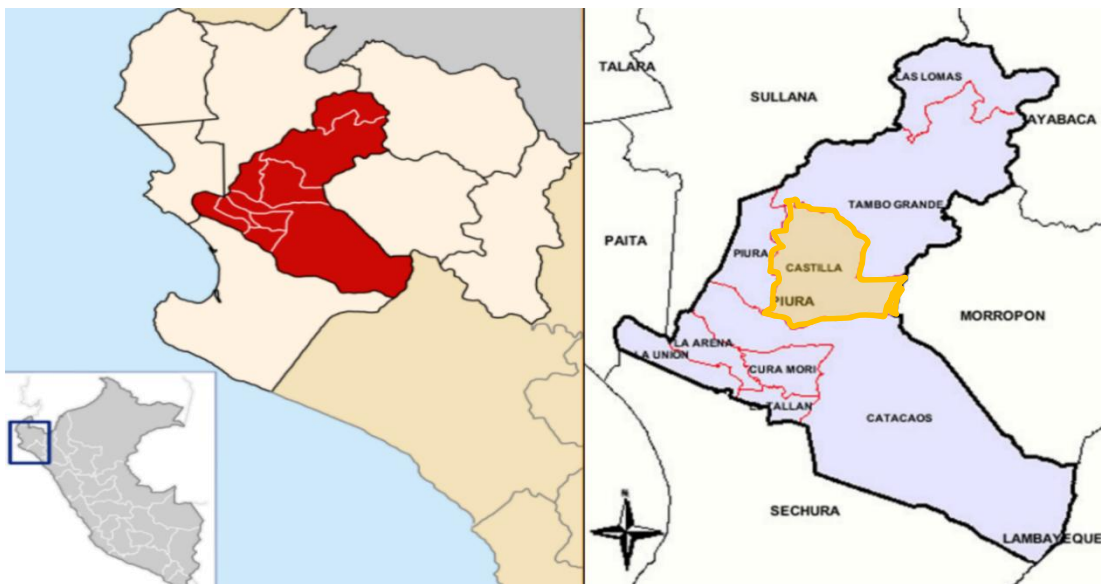 TALARA
SULLANA
LAS LOMAS
AYABACA
TAMBO GRANDE
PAITA
PIURA
CASTILLA
PIURA
MORROPON
LA ARENA
LA UNION
CURA MORI
EL TALLAN
CATACAOS
N
SECHURA
LAMBAYEQUE